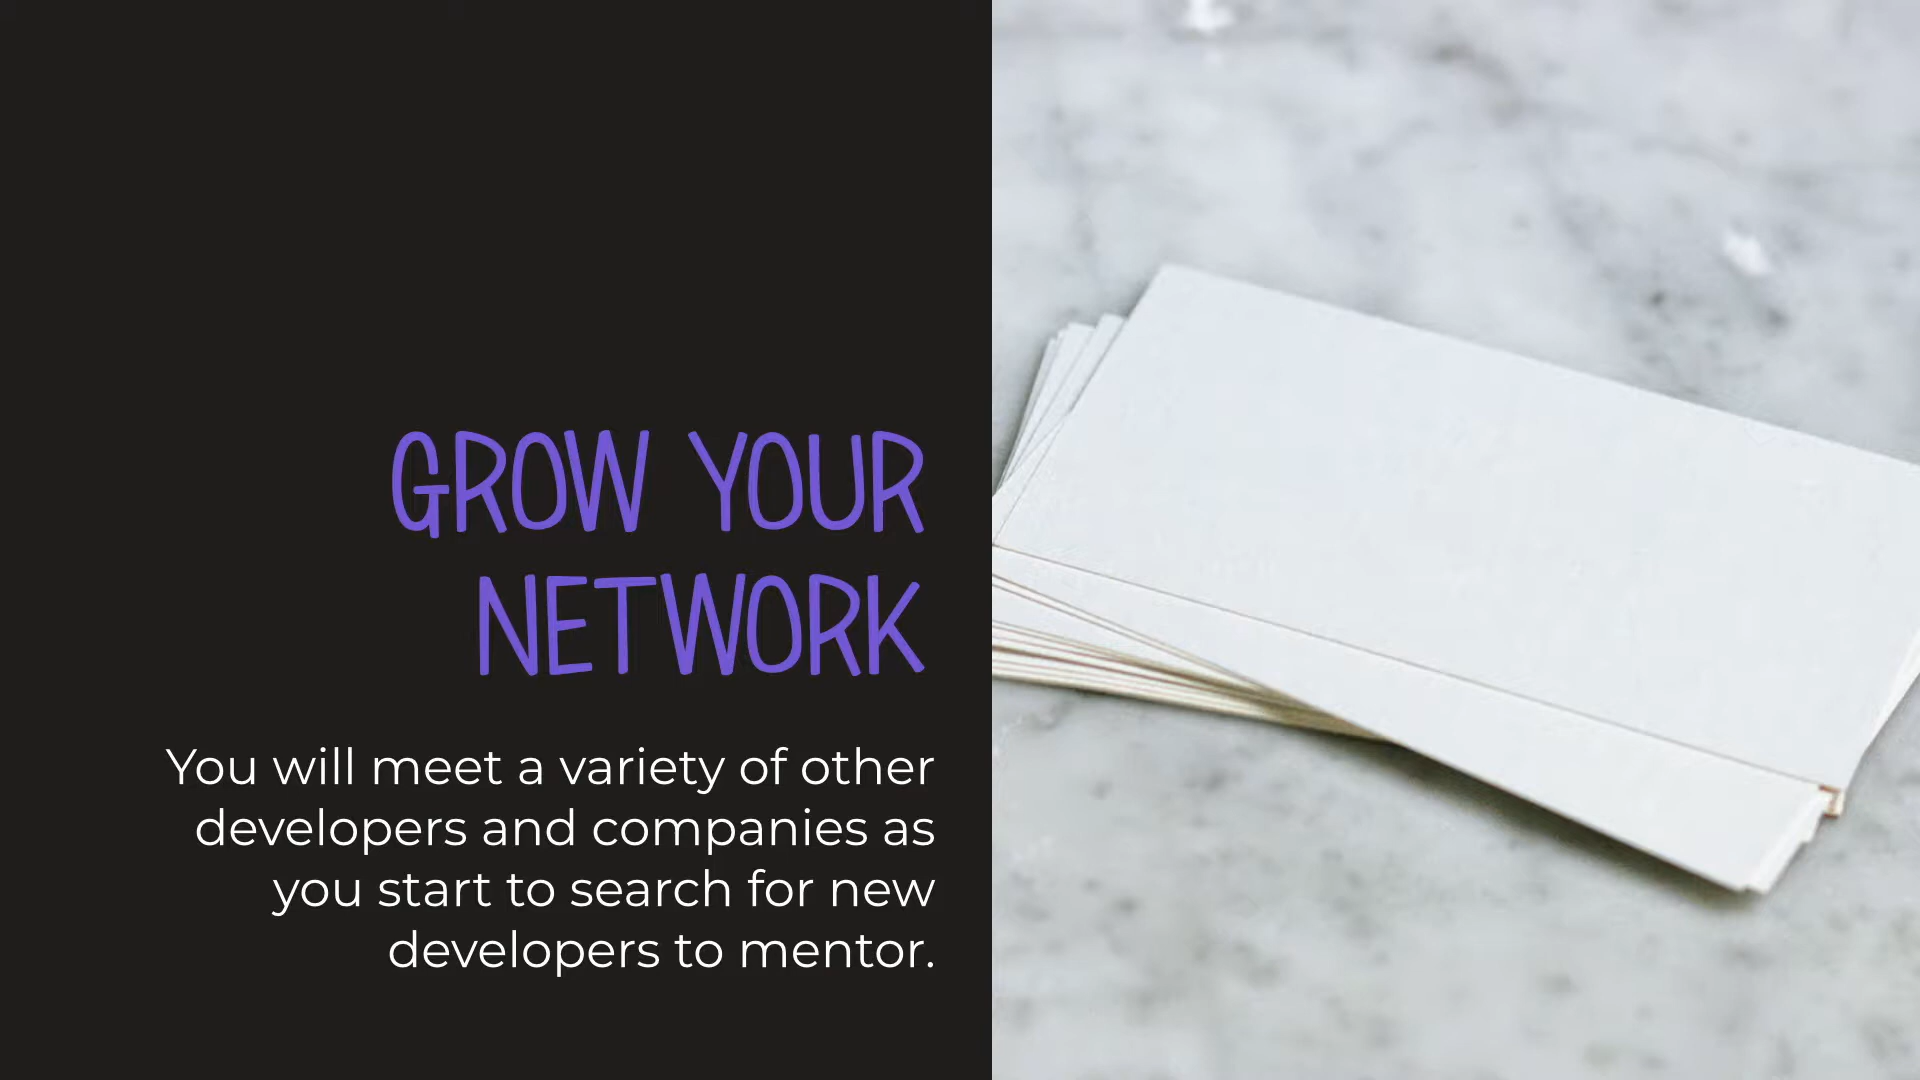 GROW YOUR
NETWORK
You will meet a variety of other
developers and companies as
you start to search for new
developers to mentor.